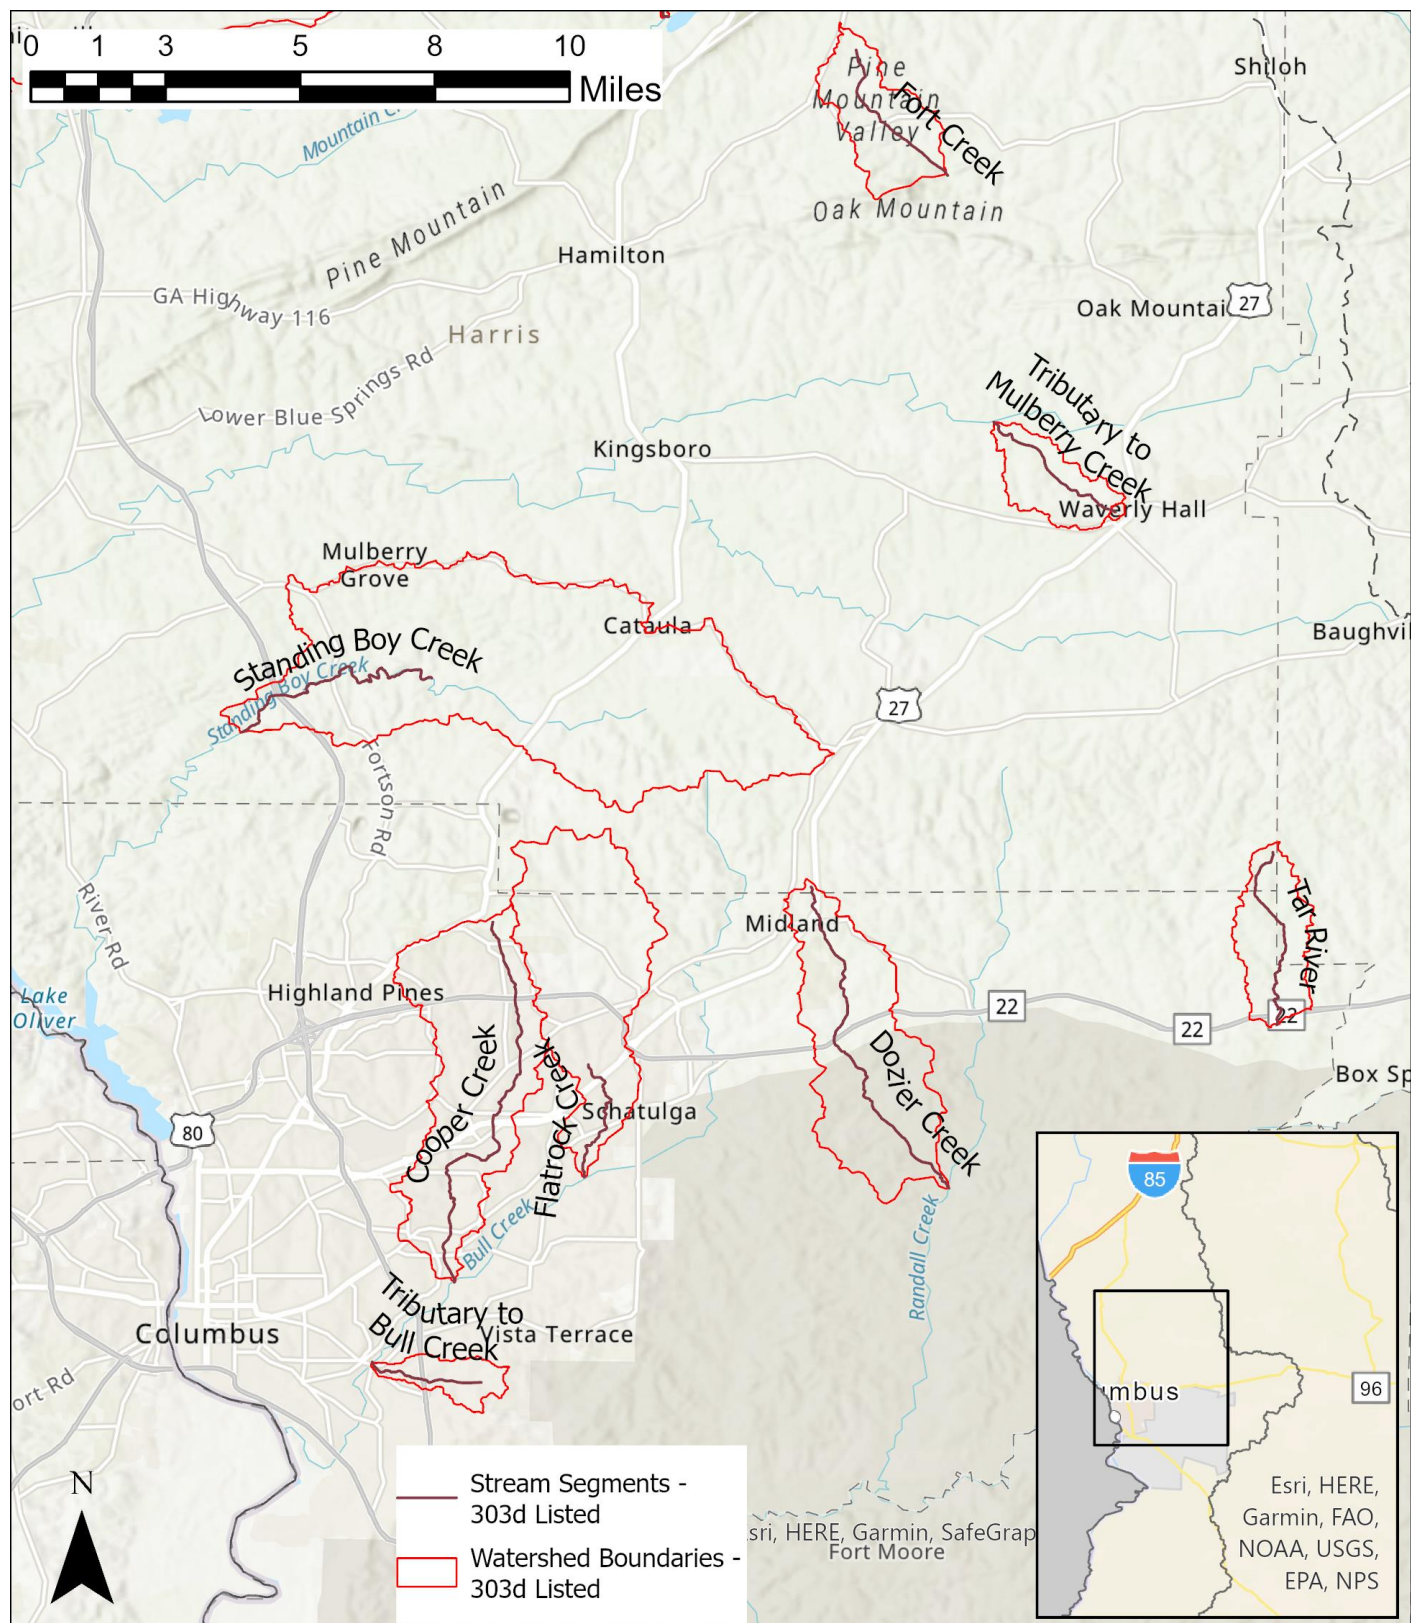 0 1 3 5 8 10
Miles
Mountain
Pine
Mountain
Valley
Fort Creek
Shiloh
Oak Mountain
Pine Mountain
Hamilton
GA Highway 116
Harris
Oak Mountai
27
Lower Blue Springs Rd
Tributary to
Mulberry Creek
Kingsboro
Waverly Hall
Mulberry
Grove
Cataula
Baughvil
Standing Boy Creek
Standing Boy Creek
27
Fortson Rd
River Rd
Midland
Tar River
Highland Pines
Lake
Oliver
22
22
22
Cooper Creek
Flatrock Creek
Dozier Creek
Schatulga
Box Sp
80
Bull Creek
Randall Creek
Tributary to
Bull Creek
Vista Terrace
Columbus
ort Rd
85
umbus
96
N
Stream Segments -
303d Listed
Watershed Boundaries -
303d Listed
sri, HERE, Garmin, SafeGrap
Fort Moore
Esri, HERE,
Garmin, FAO,
NOAA, USGS,
EPA, NPS